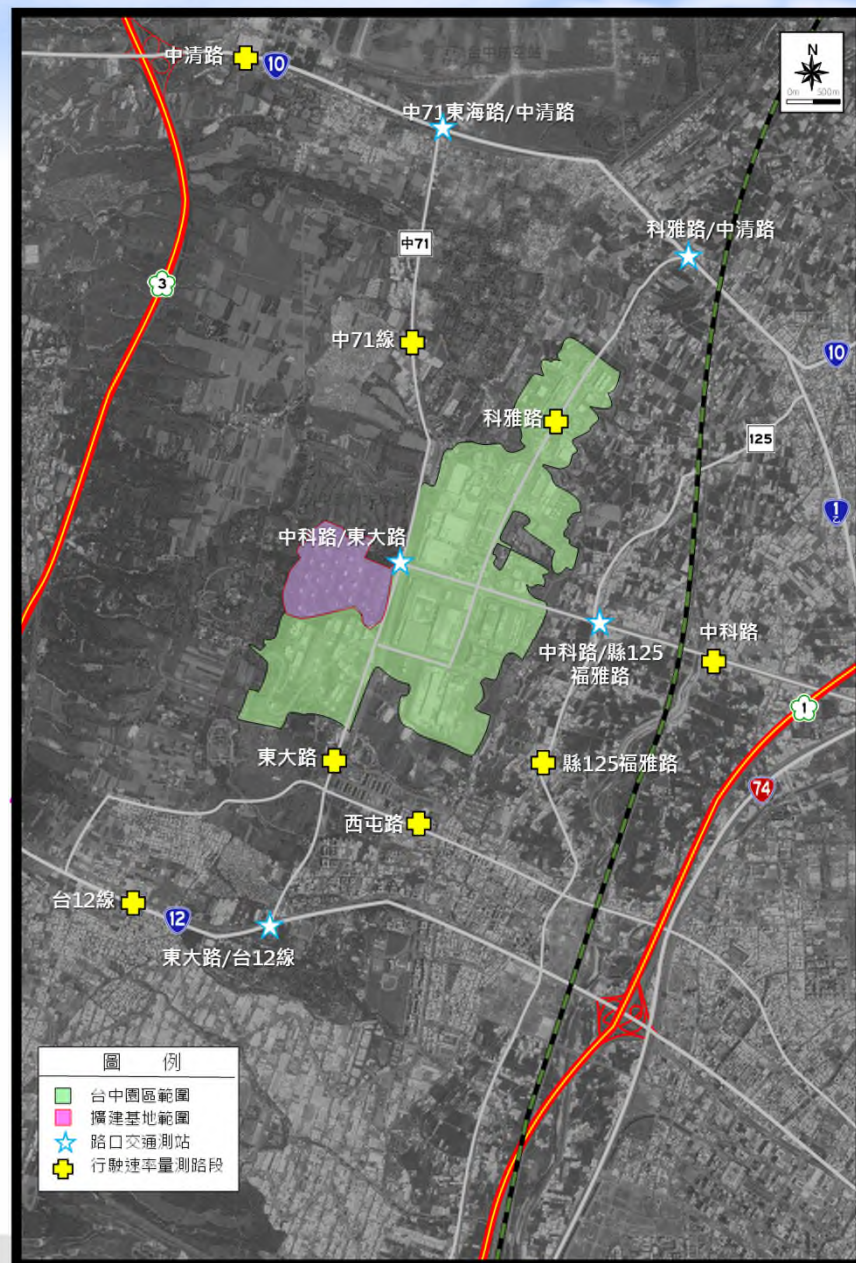 中清路
10
N
0m 500m
中71東海路/中清路
科雅路/中清路
中71
3
中71線
10
科雅路
125
1乙
中科路/東大路
中科路/縣125
福雅路
中科路
1
東大路
縣125福雅路
74
西屯路
台12線
12
東大路/台12線
圖 例
台中園區範圍
擴建基地範圍
路口交通測站
行駛速率量測路段